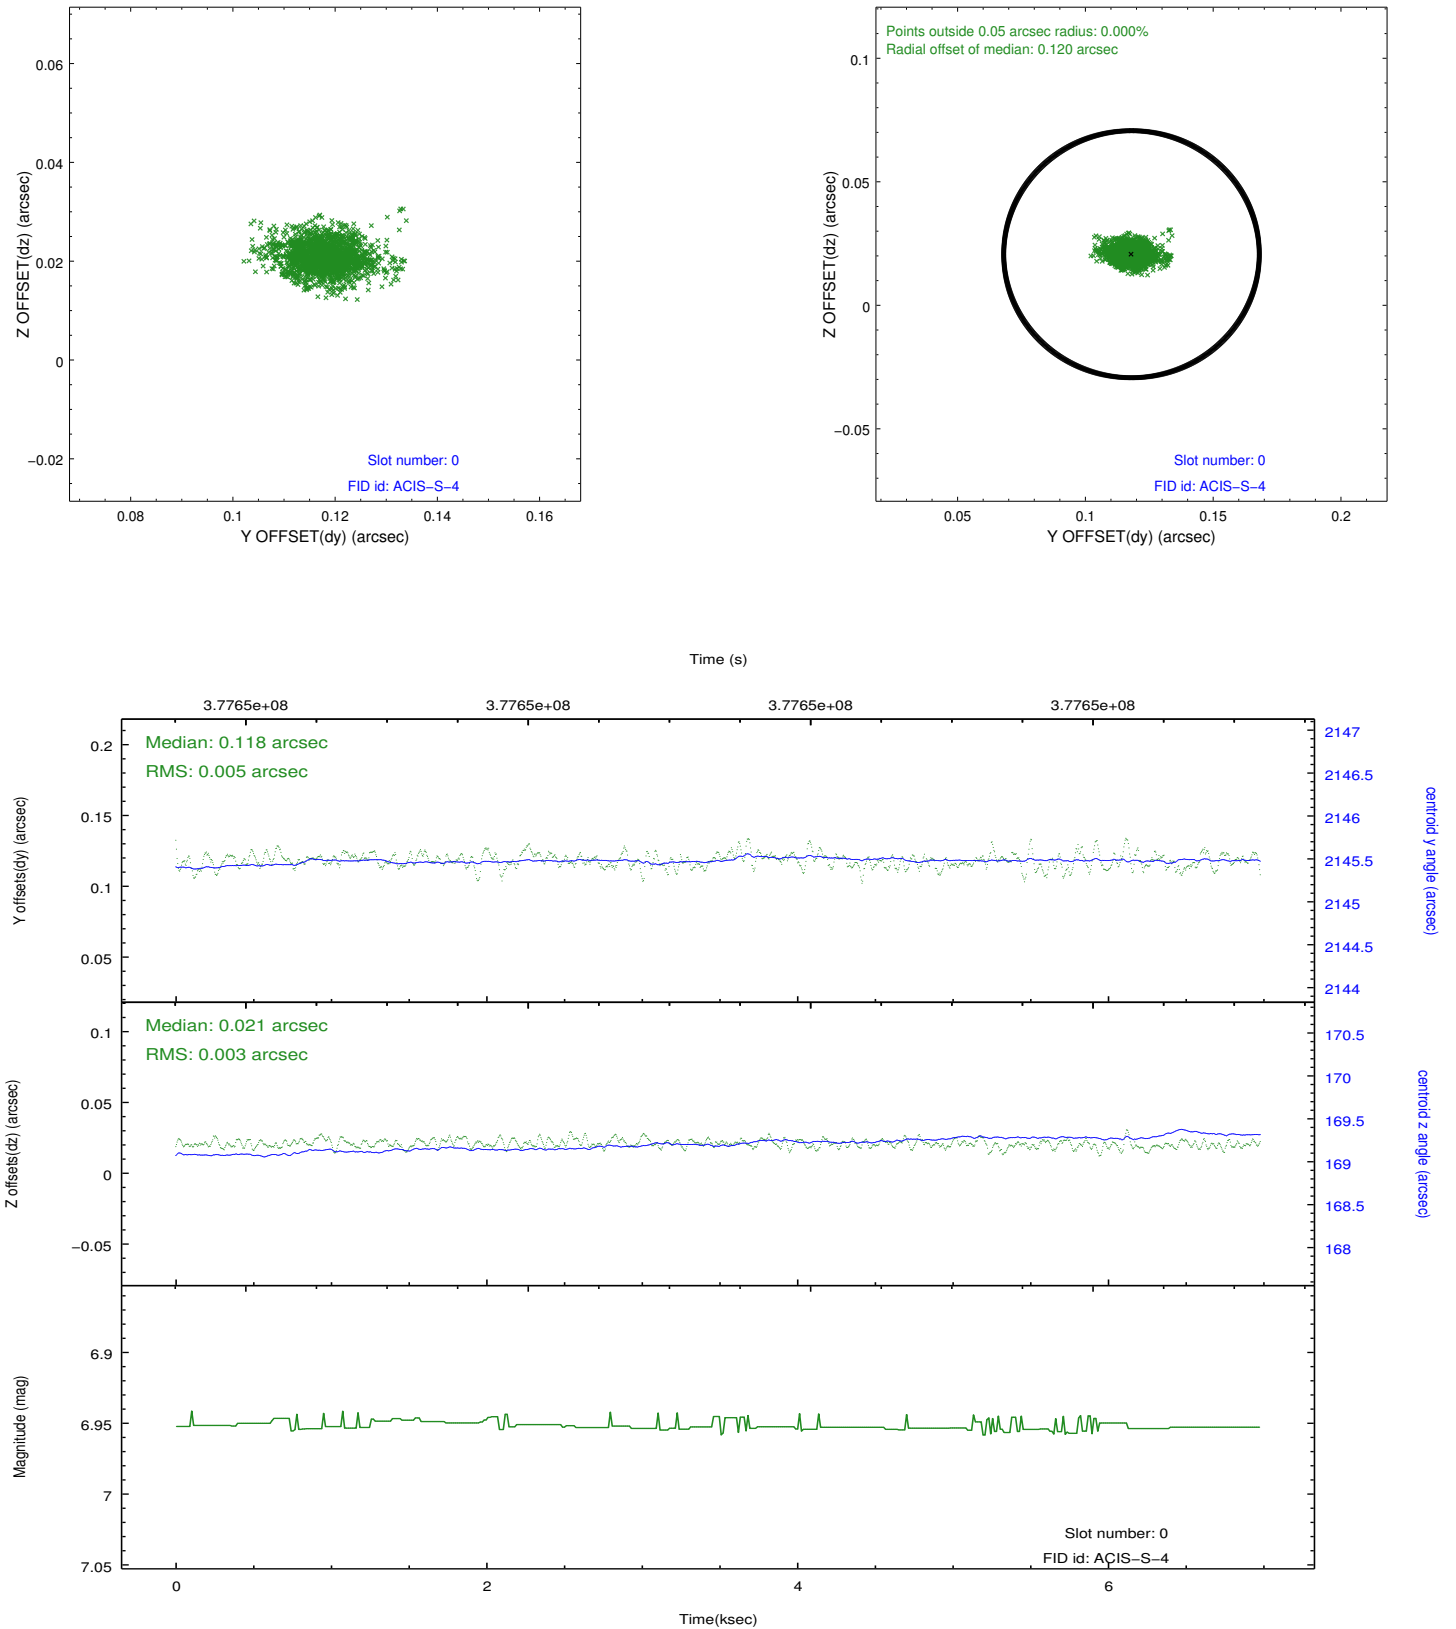 0.06
0.04
0.02
0
−0.02
Z OFFSET(dz) (arcsec)
Slot number: 0
FID id: ACIS−S−4
0.08 0.1 0.12 0.14 0.16
Y OFFSET(dy) (arcsec)
Points outside 0.05 arcsec radius: 0.000%
Radial offset of median: 0.120 arcsec
0.1
0.05
0
−0.05
Z OFFSET(dz) (arcsec)
Slot number: 0
FID id: ACIS−S−4
0.05 0.1 0.15 0.2
Y OFFSET(dy) (arcsec)
Time (s)
3.7765e+08 3.7765e+08 3.7765e+08 3.7765e+08
Median: 0.118 arcsec
RMS: 0.005 arcsec
0.2
0.15
0.1
0.05
Y offsets(dy) (arcsec)
2147
2146.5
2146
2145.5
2145
2144.5
2144
centroid y angle (arcsec)
Median: 0.021 arcsec
RMS: 0.003 arcsec
0.1
0.05
0
−0.05
Z offsets(dz) (arcsec)
170.5
170
169.5
169
168.5
168
centroid z angle (arcsec)
6.9
6.95
7
7.05
Magnitude (mag)
Slot number: 0
FID id: ACIS−S−4
0 2 4 6
Time(ksec)